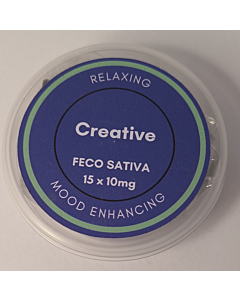 RELAXING
Creative
FECO SATIVA
15 x 10mg
MOOD ENHANCING